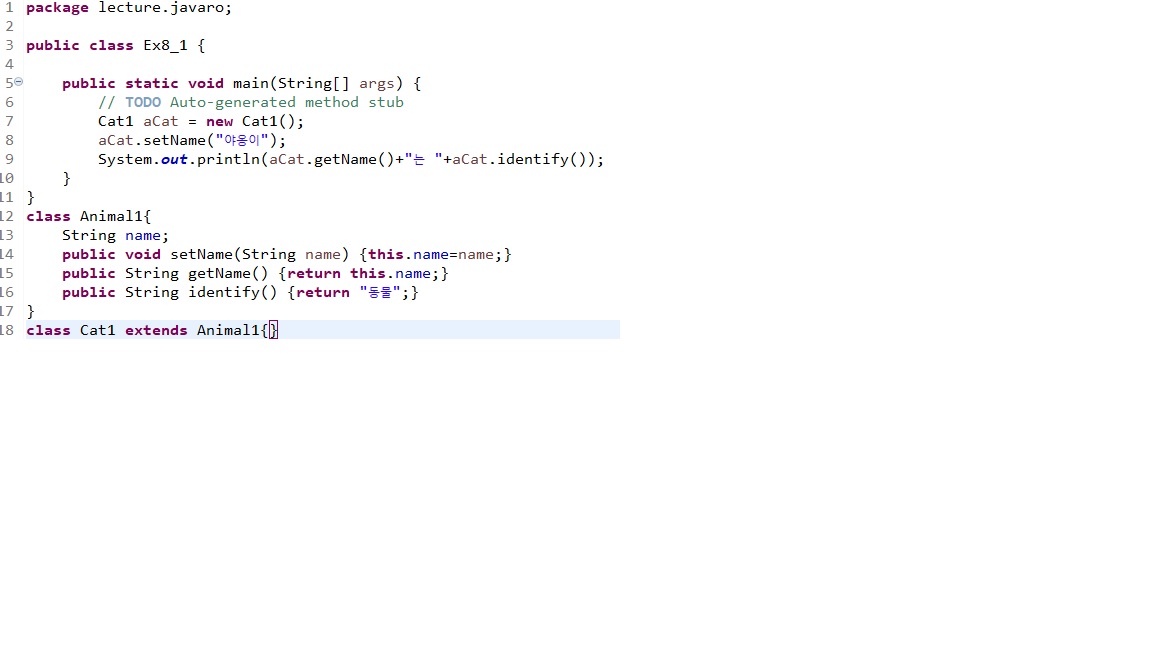 1 package lecture.javaro;
2
3 public class Ex8_1 {
4
5 public static void main(String[] args) {
6 // TODO Auto-generated method stub
7 Cat1 aCat = new Cat1();
8 aCat.setName("야옹이");
9 System.out.println(aCat.getName()+"는 "+aCat.identify());
10 }
11 }
12 class Animal1{
13 String name;
14 public void setName(String name) {this.name=name;}
15 public String getName() {return this.name;}
16 public String identify() {return "동물";}
17 }
18 class Cat1 extends Animal1{}